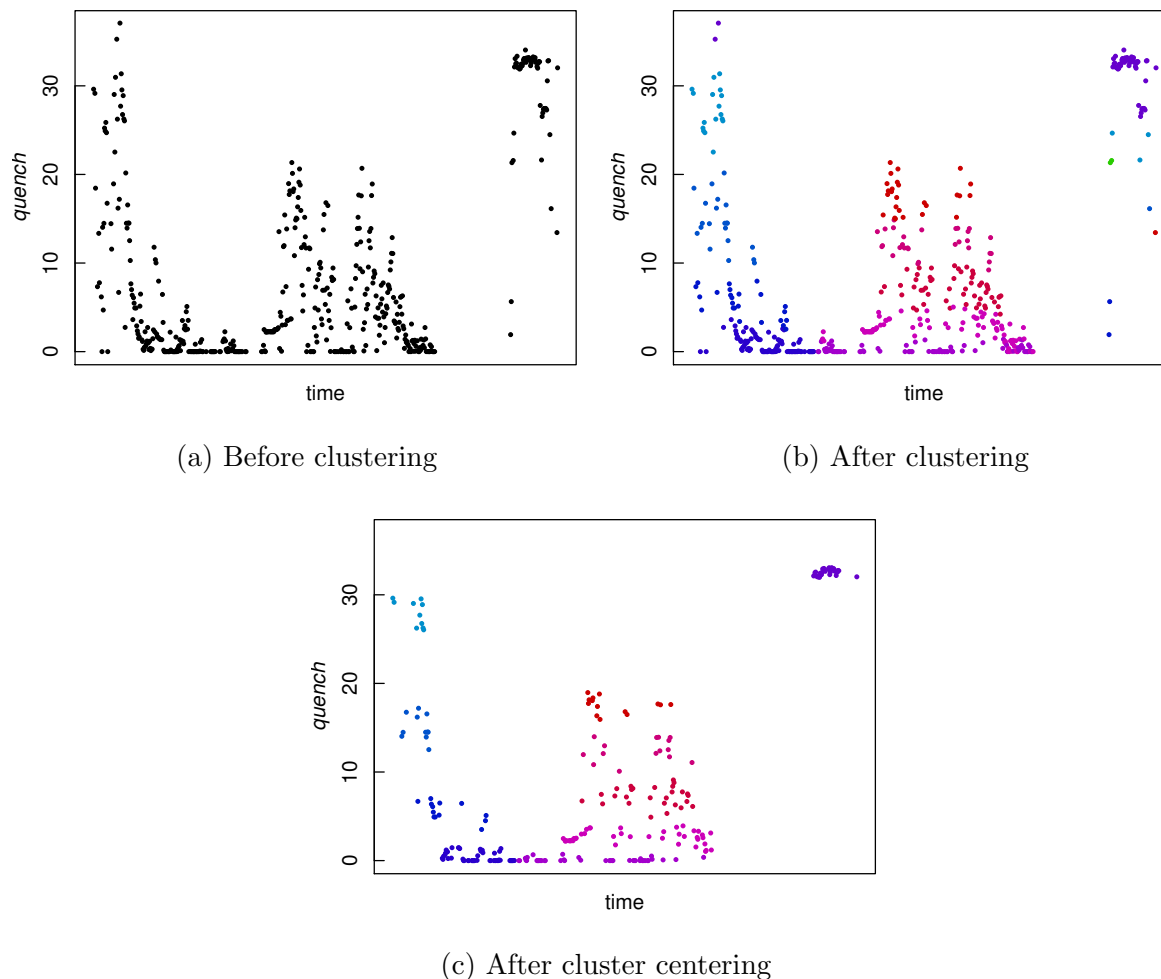 30
20
10
0
quench
time
(a) Before clustering
30
20
10
0
quench
time
(b) After clustering
30
20
10
0
quench
time
(c) After cluster centering